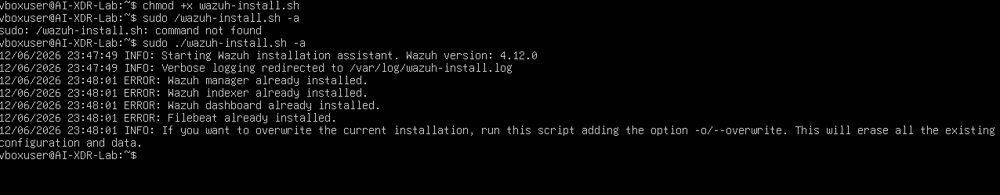 vboxuser@AI-XDR-Lab:~$ chmod +x wazuh-install.sh
vboxuser@AI-XDR-Lab:~$ sudo /wazuh-install.sh -a
sudo: /wazuh-install.sh: command not found
vboxuser@AI-XDR-Lab:~$ sudo ./wazuh-install.sh -a
12/06/2026 23:47:49 INFO: Starting Wazuh installation assistant. Wazuh version: 4.12.0
12/06/2026 23:47:49 INFO: Verbose logging redirected to /var/log/wazuh-install.log
12/06/2026 23:48:01 ERROR: Wazuh manager already installed.
12/06/2026 23:48:01 ERROR: Wazuh indexer already installed.
12/06/2026 23:48:01 ERROR: Wazuh dashboard already installed.
12/06/2026 23:48:01 ERROR: Filebeat already installed.
12/06/2026 23:48:01 INFO: If you want to overwrite the current installation, run this script adding the option -o/--overwrite. This will erase all the existing
configuration and data.
vboxuser@AI-XDR-Lab:~$